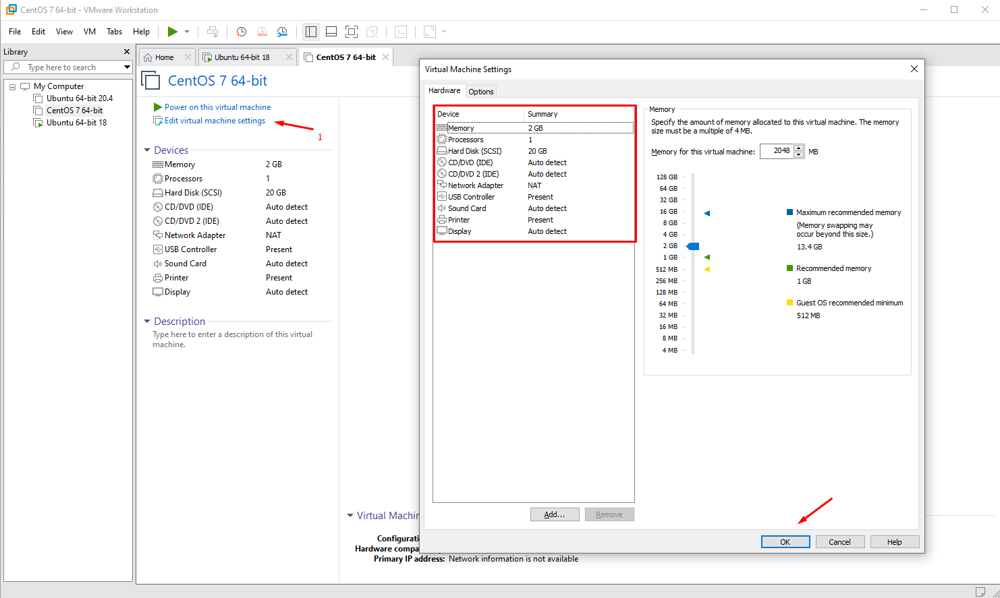 CentOS 7 64-bit - VMware Workstation
File Edit View VM Tabs Help
Library
Type here to search
My Computer
Ubuntu 64-bit 20.4
CentOS 7 64-bit
Ubuntu 64-bit 18
Home
Ubuntu 64-bit 18
CentOS 7 64-bit
CentOS 7 64-bit
Power on this virtual machine
Edit virtual machine settings
1
Devices
Memory 2 GB
Processors 1
Hard Disk (SCSI) 20 GB
CD/DVD (IDE) Auto detect
CD/DVD 2 (IDE) Auto detect
Network Adapter NAT
USB Controller Present
Sound Card Auto detect
Printer Present
Display Auto detect
Description
Type here to enter a description of this virtual
machine.
Virtual Machine Settings
Hardware Options
Device Summary
Memory 2 GB
Processors 1
Hard Disk (SCSI) 20 GB
CD/DVD (IDE) Auto detect
CD/DVD 2 (IDE) Auto detect
Network Adapter NAT
USB Controller Present
Sound Card Auto detect
Printer Present
Display Auto detect
Add...
Remove
Memory
Specify the amount of memory allocated to this virtual machine. The memory
size must be a multiple of 4 MB.
Memory for this virtual machine: 2048 MB
128 GB
64 GB
32 GB
16 GB
8 GB
4 GB
2 GB
1 GB
512 MB
256 MB
128 MB
64 MB
32 MB
16 MB
8 MB
4 MB
Maximum recommended memory
(Memory swapping may
occur beyond this size.)
13.4 GB
Recommended memory
1 GB
Guest OS recommended minimum
512 MB
OK
Cancel
Help
Virtual Machin
Configurati
Hardware compa
Primary IP address: Network information is not available